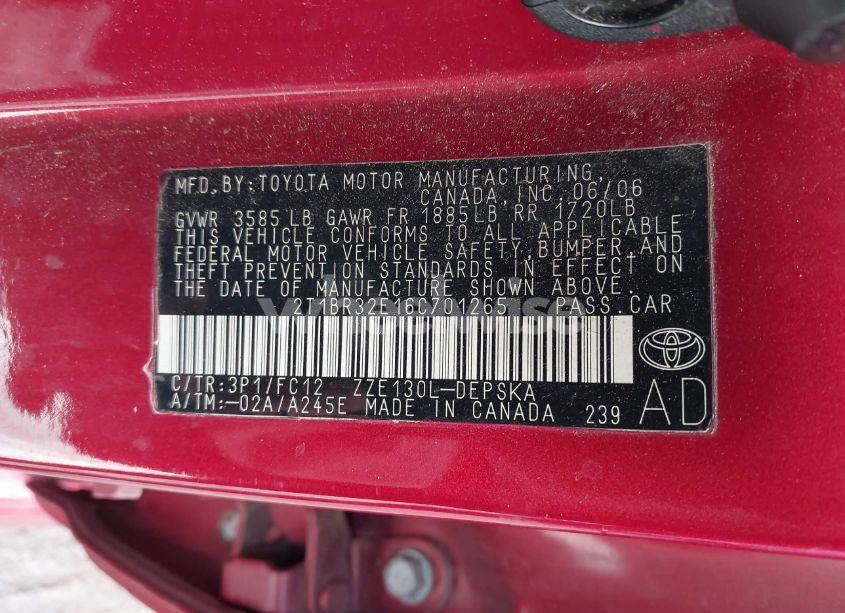 MFD. BY: TOYOTA MOTOR MANUFACTURING,
CANADA, INC. 06/06
GVWR 3585 LB GAWR FR 1885LB RR 1720LB
THIS VEHICLE CONFORMS TO ALL APPLICABLE
FEDERAL MOTOR VEHICLE SAFETY, BUMPER AND
THEFT PREVENTION STANDARDS IN EFFECT ON
THE DATE OF MANUFACTURE SHOWN ABOVE.
2T1BR32E16C701265 PASS. CAR
C/TR:3P1/FC12 ZZE130L-DEPSKA
A/TM:-02A/A245E MADE IN CANADA 239
AD